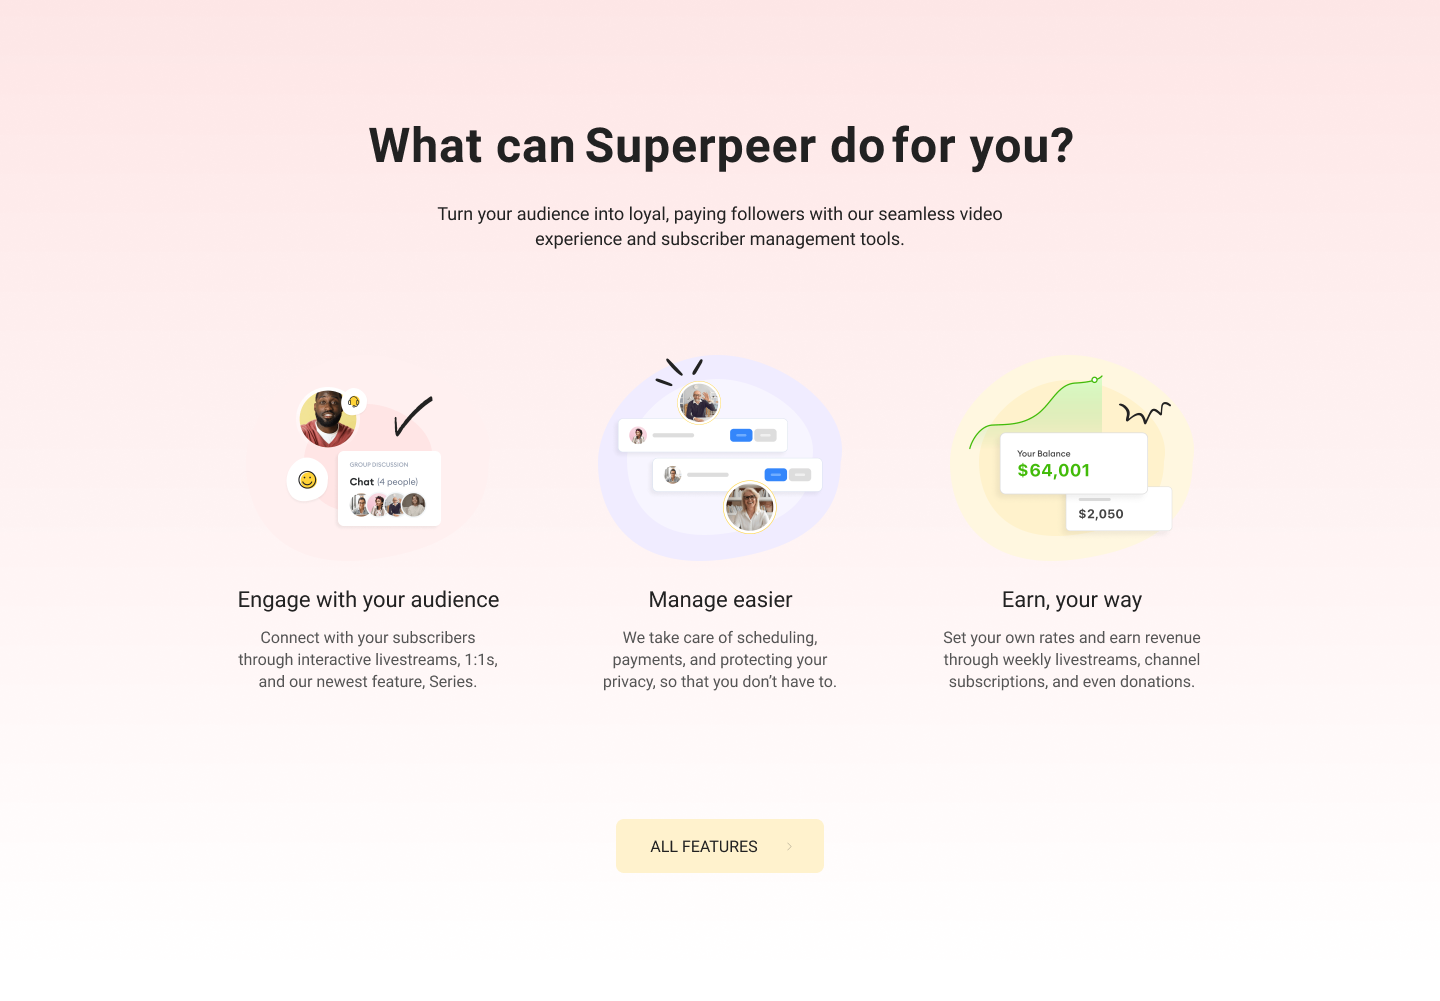 What can Superpeer do for you?
Turn your audience into loyal, paying followers with our seamless video
experience and subscriber management tools.
GROUP DISCUSSION
Chat (4 people)
Your Balance
$64,001
$2,050
Engage with your audience
Connect with your subscribers
through interactive livestreams, 1:1s,
and our newest feature, Series.
Manage easier
We take care of scheduling,
payments, and protecting your
privacy, so that you don’t have to.
Earn, your way
Set your own rates and earn revenue
through weekly livestreams, channel
subscriptions, and even donations.
ALL FEATURES